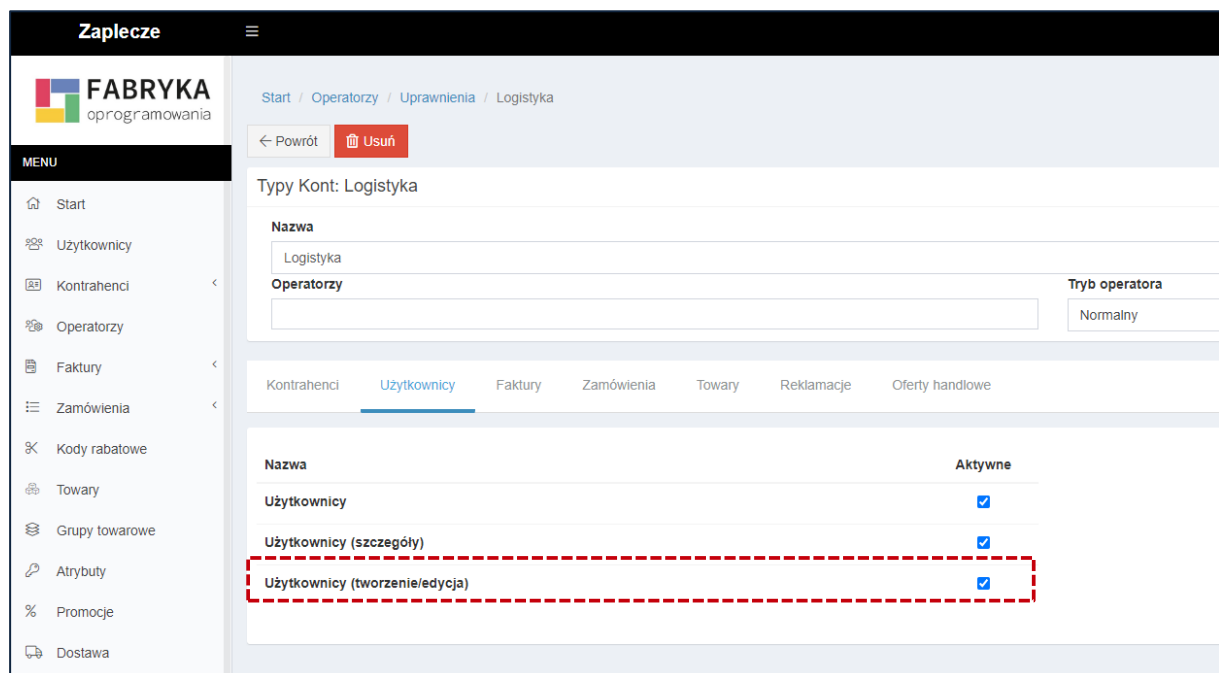 Zaplecze
FABRYKA
oprogramowania
MENU
Start
Użytkownicy
Kontrahenci
Operatorzy
Faktury
Zamówienia
Kody rabatowe
Towary
Grupy towarowe
Atrybuty
Promocje
Dostawa
Start / Operatorzy / Uprawnienia / Logistyka
Powrót Usuń
Typy Kont: Logistyka
Nazwa
Logistyka
Operatorzy Tryb operatora
Normalny
Kontrahenci Użytkownicy Faktury Zamówienia Towary Reklamacje Oferty handlowe
Nazwa Aktywne
Użytkownicy
Użytkownicy (szczegóły)
Użytkownicy (tworzenie/edycja)